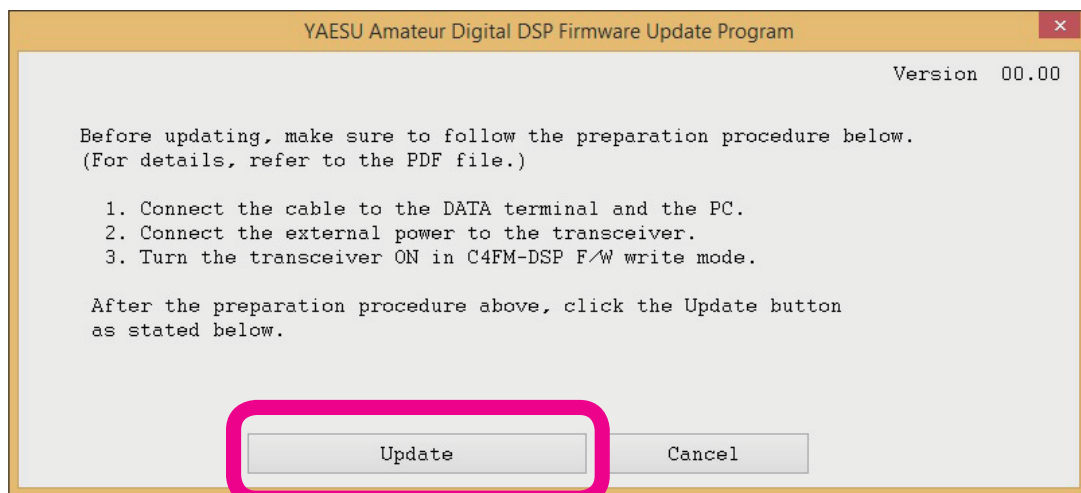 YAESU Amateur Digital DSP Firmware Update Program
×
Version 00.00
Before updating, make sure to follow the preparation procedure below.
(For details, refer to the PDF file.)
1. Connect the cable to the DATA terminal and the PC.
2. Connect the external power to the transceiver.
3. Turn the transceiver ON in C4FM-DSP F/W write mode.
After the preparation procedure above, click the Update button
as stated below.
Update Cancel